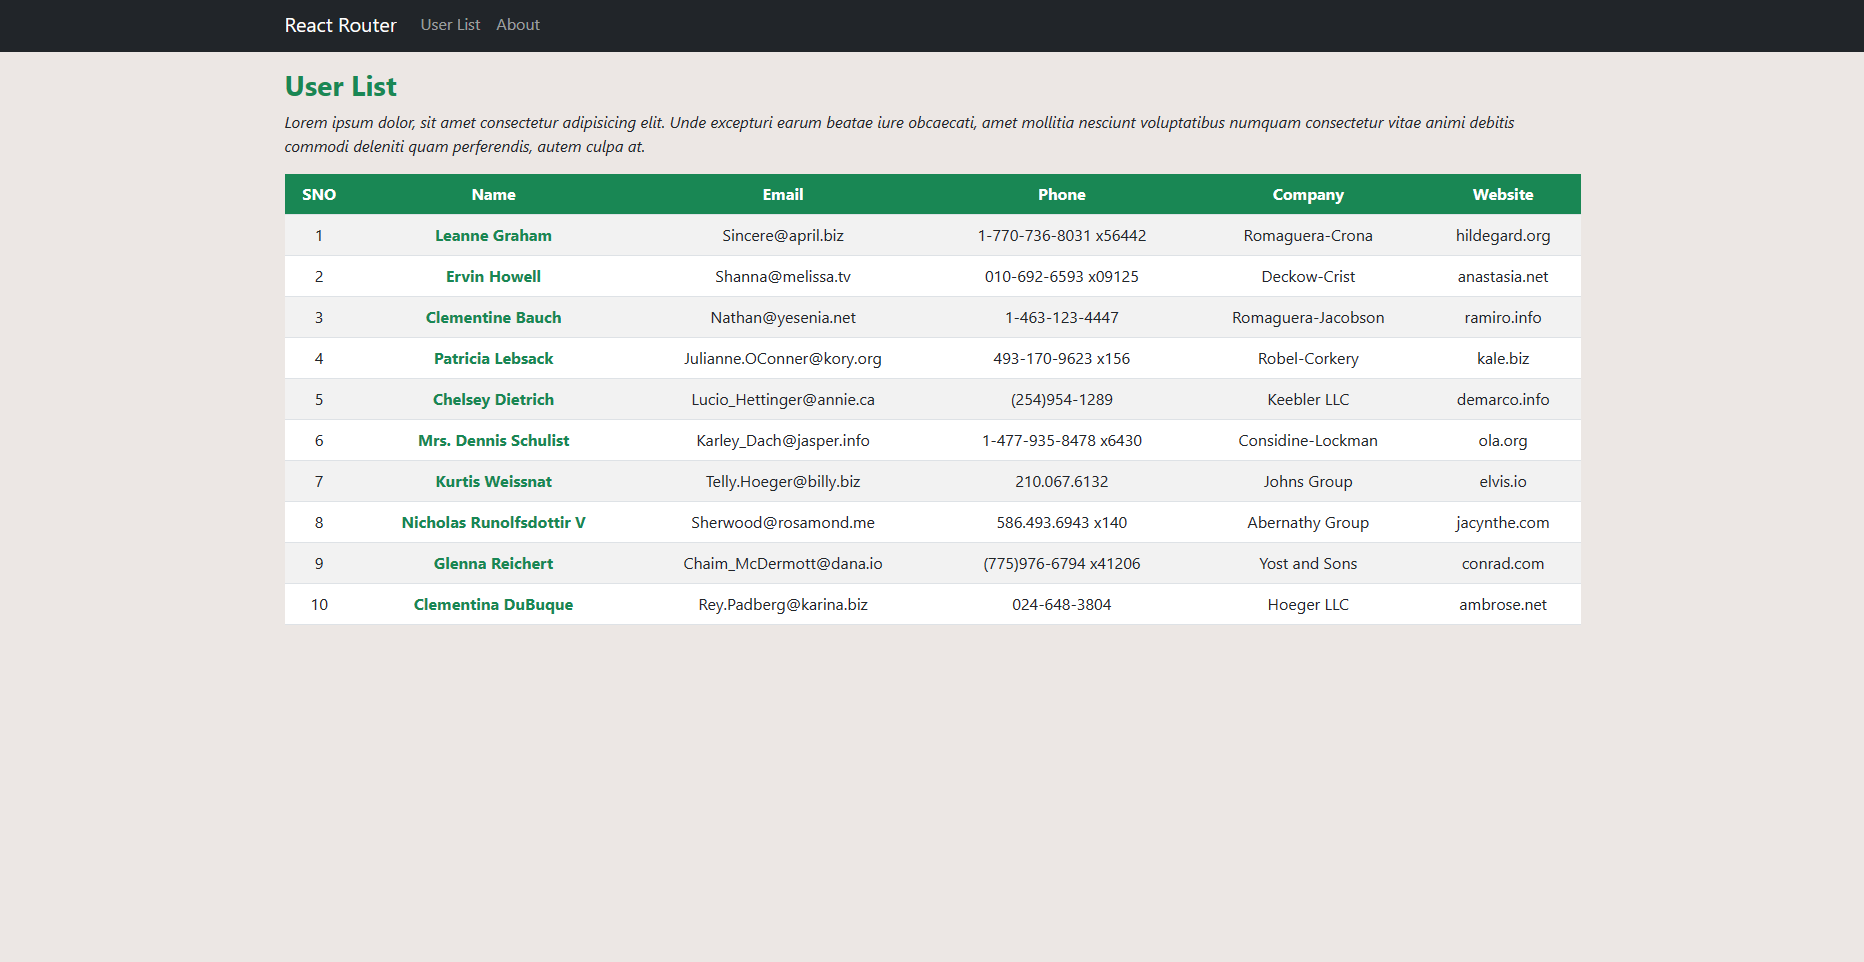 React Router User List About
User List
Lorem ipsum dolor, sit amet consectetur adipisicing elit. Unde excepturi earum beatae iure obcaecati, amet mollitia nesciunt voluptatibus numquam consectetur vitae animi debitis
commodi deleniti quam perferendis, autem culpa at.
SNO Name Email Phone Company Website
1 Leanne Graham Sincere@april.biz 1-770-736-8031 x56442 Romaguera-Crona hildegard.org
2 Ervin Howell Shanna@melissa.tv 010-692-6593 x09125 Deckow-Crist anastasia.net
3 Clementine Bauch Nathan@yesenia.net 1-463-123-4447 Romaguera-Jacobson ramiro.info
4 Patricia Lebsack Julianne.OConner@kory.org 493-170-9623 x156 Robel-Corkery kale.biz
5 Chelsey Dietrich Lucio_Hettinger@annie.ca (254)954-1289 Keebler LLC demarco.info
6 Mrs. Dennis Schulist Karley_Dach@jasper.info 1-477-935-8478 x6430 Considine-Lockman ola.org
7 Kurtis Weissnat Telly.Hoeger@billy.biz 210.067.6132 Johns Group elvis.io
8 Nicholas Runolfsdottir V Sherwood@rosamond.me 586.493.6943 x140 Abernathy Group jacynthe.com
9 Glenna Reichert Chaim_McDermott@dana.io (775)976-6794 x41206 Yost and Sons conrad.com
10 Clementina DuBuque Rey.Padberg@karina.biz 024-648-3804 Hoeger LLC ambrose.net